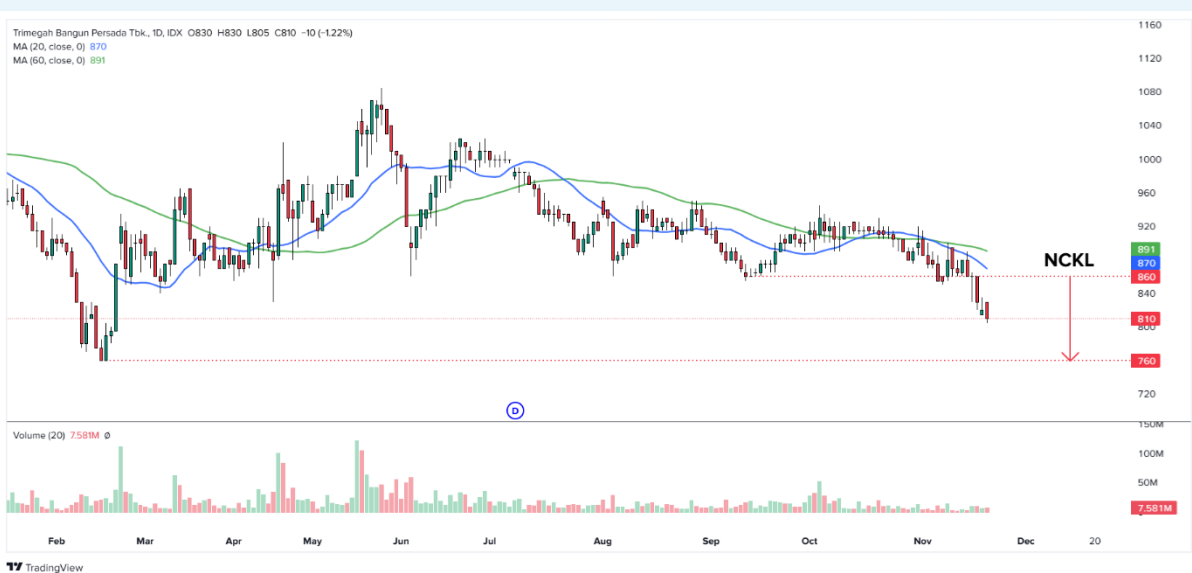 Trimegah Bangun Persada Tbk., 1D, IDX O830 H830 L805 C810 −10 (−1.22%)
MA (20, close, 0) 870
MA (60, close, 0) 891
1160
1120
1080
1040
1000
960
920
891
870
NCKL
860
840
810
800
760
720
D
150M
Volume (20) 7.581M Ø
100M
50M
7.581M
0
Feb Mar Apr May Jun Jul Aug Sep Oct Nov Dec 20
TradingView